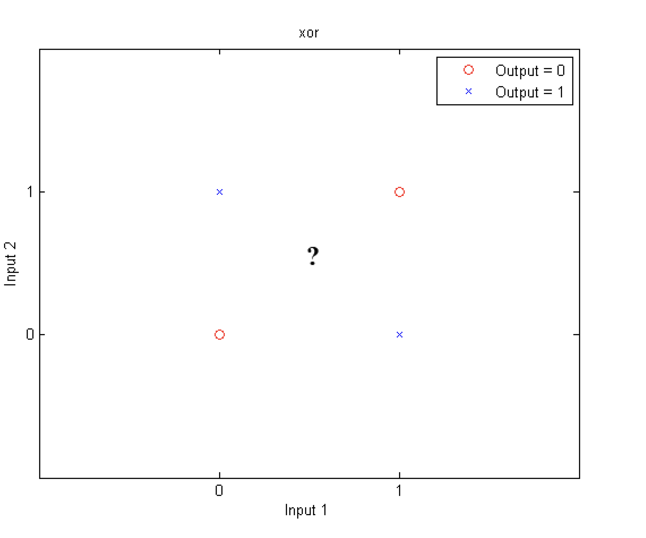 xor
Output = 0
Output = 1
1
?
Input 2
0
0 1
Input 1